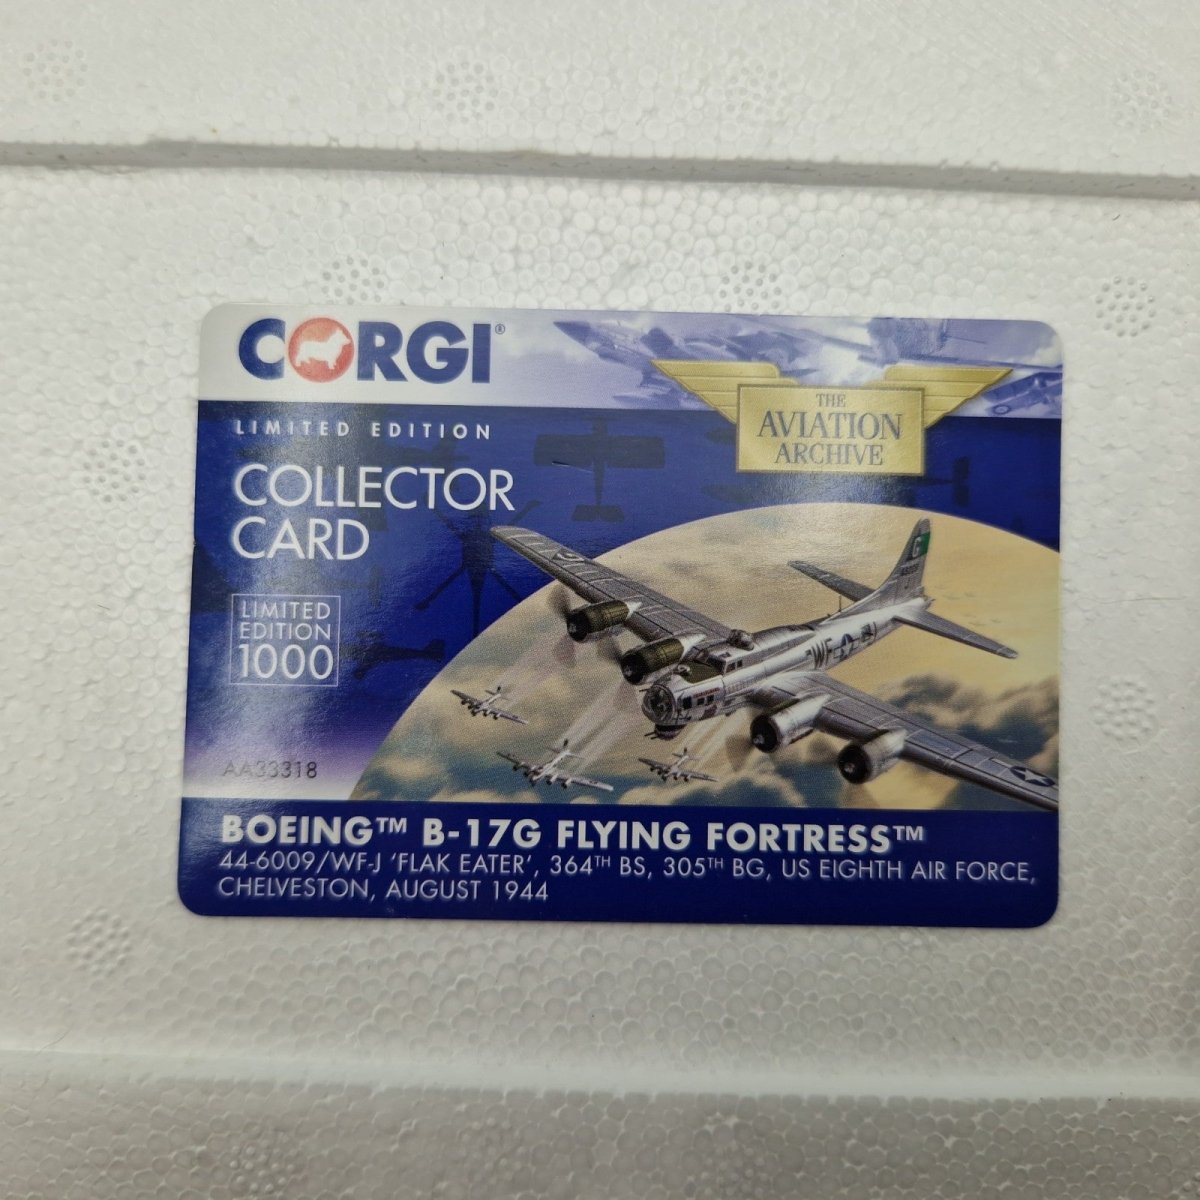 CORGI®
THE
AVIATION
ARCHIVE
LIMITED EDITION
COLLECTOR
CARD
LIMITED
EDITION
1000
G
WF
AA33318
BOEING™ B-17G FLYING FORTRESS™
44-6009/WF-J 'FLAK EATER', 364TH BS, 305TH BG, US EIGHTH AIR FORCE,
CHELVESTON, AUGUST 1944